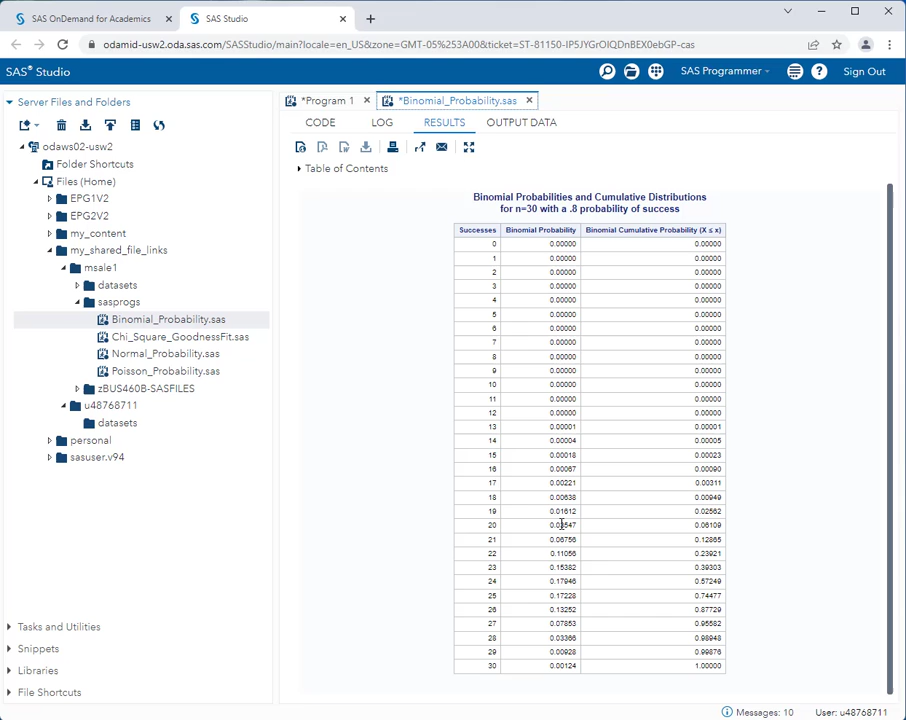 SAS OnDemand for Academics
SAS Studio
odamid-usw2.oda.sas.com/SASStudio/main?locale=en_US&zone=GMT-05%253A00&ticket=ST-81150-IP5JYGrOIQDnBEX0ebGP-cas
SAS® Studio
SAS Programmer
Sign Out
Server Files and Folders
odaws02-usw2
Folder Shortcuts
Files (Home)
EPG1V2
EPG2V2
my_content
my_shared_file_links
msale1
datasets
sasprogs
Binomial_Probability.sas
Chi_Square_GoodnessFit.sas
Normal_Probability.sas
Poisson_Probability.sas
zBUS460B-SASFILES
u48768711
datasets
personal
sasuser.v94
Tasks and Utilities
Snippets
Libraries
File Shortcuts
*Program 1
*Binomial_Probability.sas
CODE LOG RESULTS OUTPUT DATA
Table of Contents
Binomial Probabilities and Cumulative Distributions
for n=30 with a .8 probability of success
Successes Binomial Probability Binomial Cumulative Probability (X ≤ x)
0 0.00000 0.00000
1 0.00000 0.00000
2 0.00000 0.00000
3 0.00000 0.00000
4 0.00000 0.00000
5 0.00000 0.00000
6 0.00000 0.00000
7 0.00000 0.00000
8 0.00000 0.00000
9 0.00000 0.00000
10 0.00000 0.00000
11 0.00000 0.00000
12 0.00000 0.00000
13 0.00001 0.00001
14 0.00004 0.00005
15 0.00018 0.00023
16 0.00067 0.00090
17 0.00221 0.00311
18 0.00638 0.00949
19 0.01612 0.02562
20 0.03547 0.06109
21 0.06756 0.12865
22 0.11056 0.23921
23 0.15382 0.39303
24 0.17946 0.57249
25 0.17228 0.74477
26 0.13252 0.87729
27 0.07853 0.95582
28 0.03366 0.98948
29 0.00928 0.99876
30 0.00124 1.00000
Messages: 10
User: u48768711